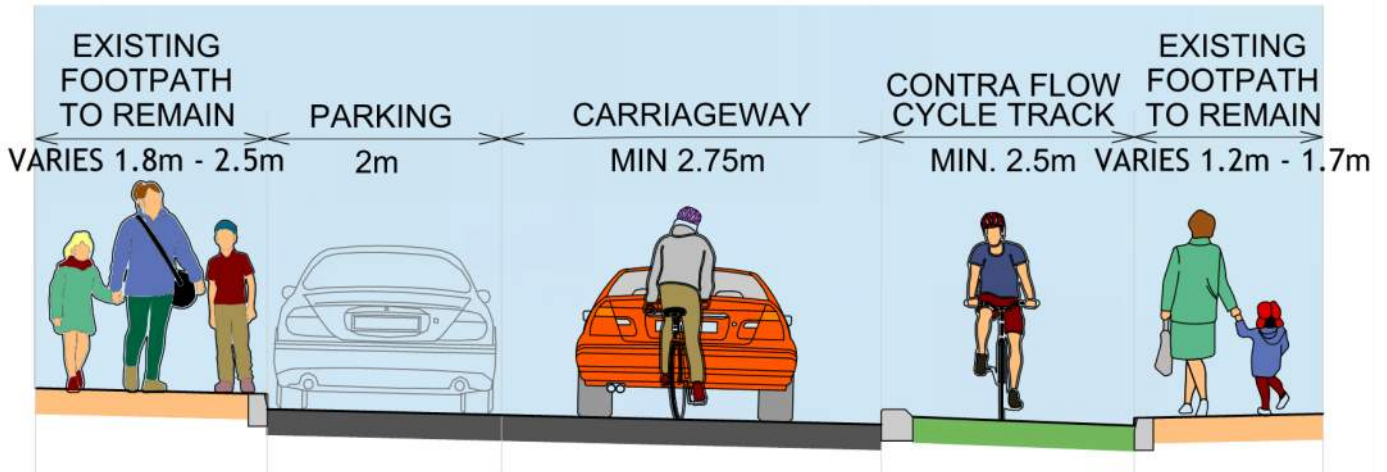 EXISTING
FOOTPATH
TO REMAIN
VARIES 1.8m - 2.5m
PARKING
2m
CARRIAGEWAY
MIN 2.75m
CONTRA FLOW
CYCLE TRACK
MIN. 2.5m
EXISTING
FOOTPATH
TO REMAIN
VARIES 1.2m - 1.7m